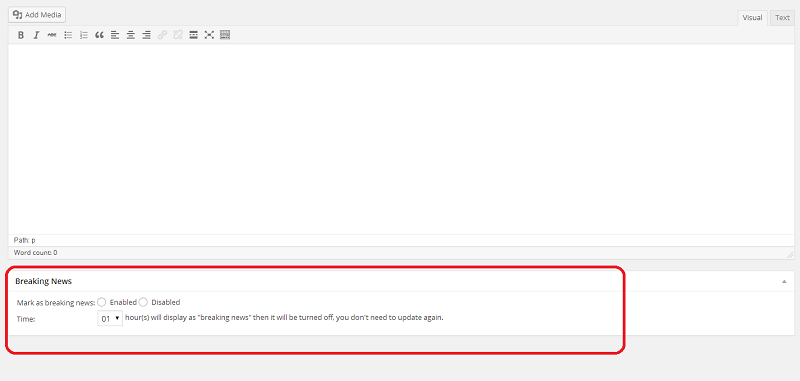 Add Media
Visual Text
B I ABC
Path: p
Word count: 0
Breaking News
Mark as breaking news: Enabled Disabled
Time: 01 hour(s) will display as "breaking news" then it will be turned off, you don't need to update again.